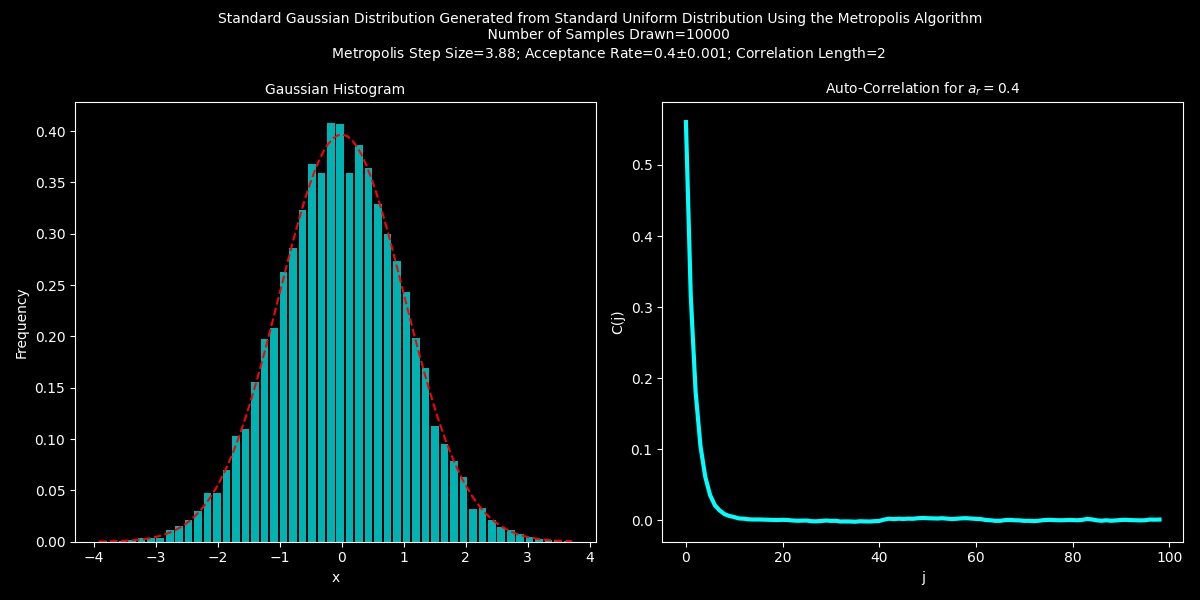 Standard Gaussian Distribution Generated from Standard Uniform Distribution Using the Metropolis Algorithm
Number of Samples Drawn=10000
Metropolis Step Size=3.88; Acceptance Rate=0.4±0.001; Correlation Length=2
Gaussian Histogram
Frequency
0.40
0.35
0.30
0.25
0.20
0.15
0.10
0.05
0.00
−4 −3 −2 −1 0 1 2 3 4
x
Auto-Correlation for aᵣ = 0.4
C(j)
0.5
0.4
0.3
0.2
0.1
0.0
0 20 40 60 80 100
j